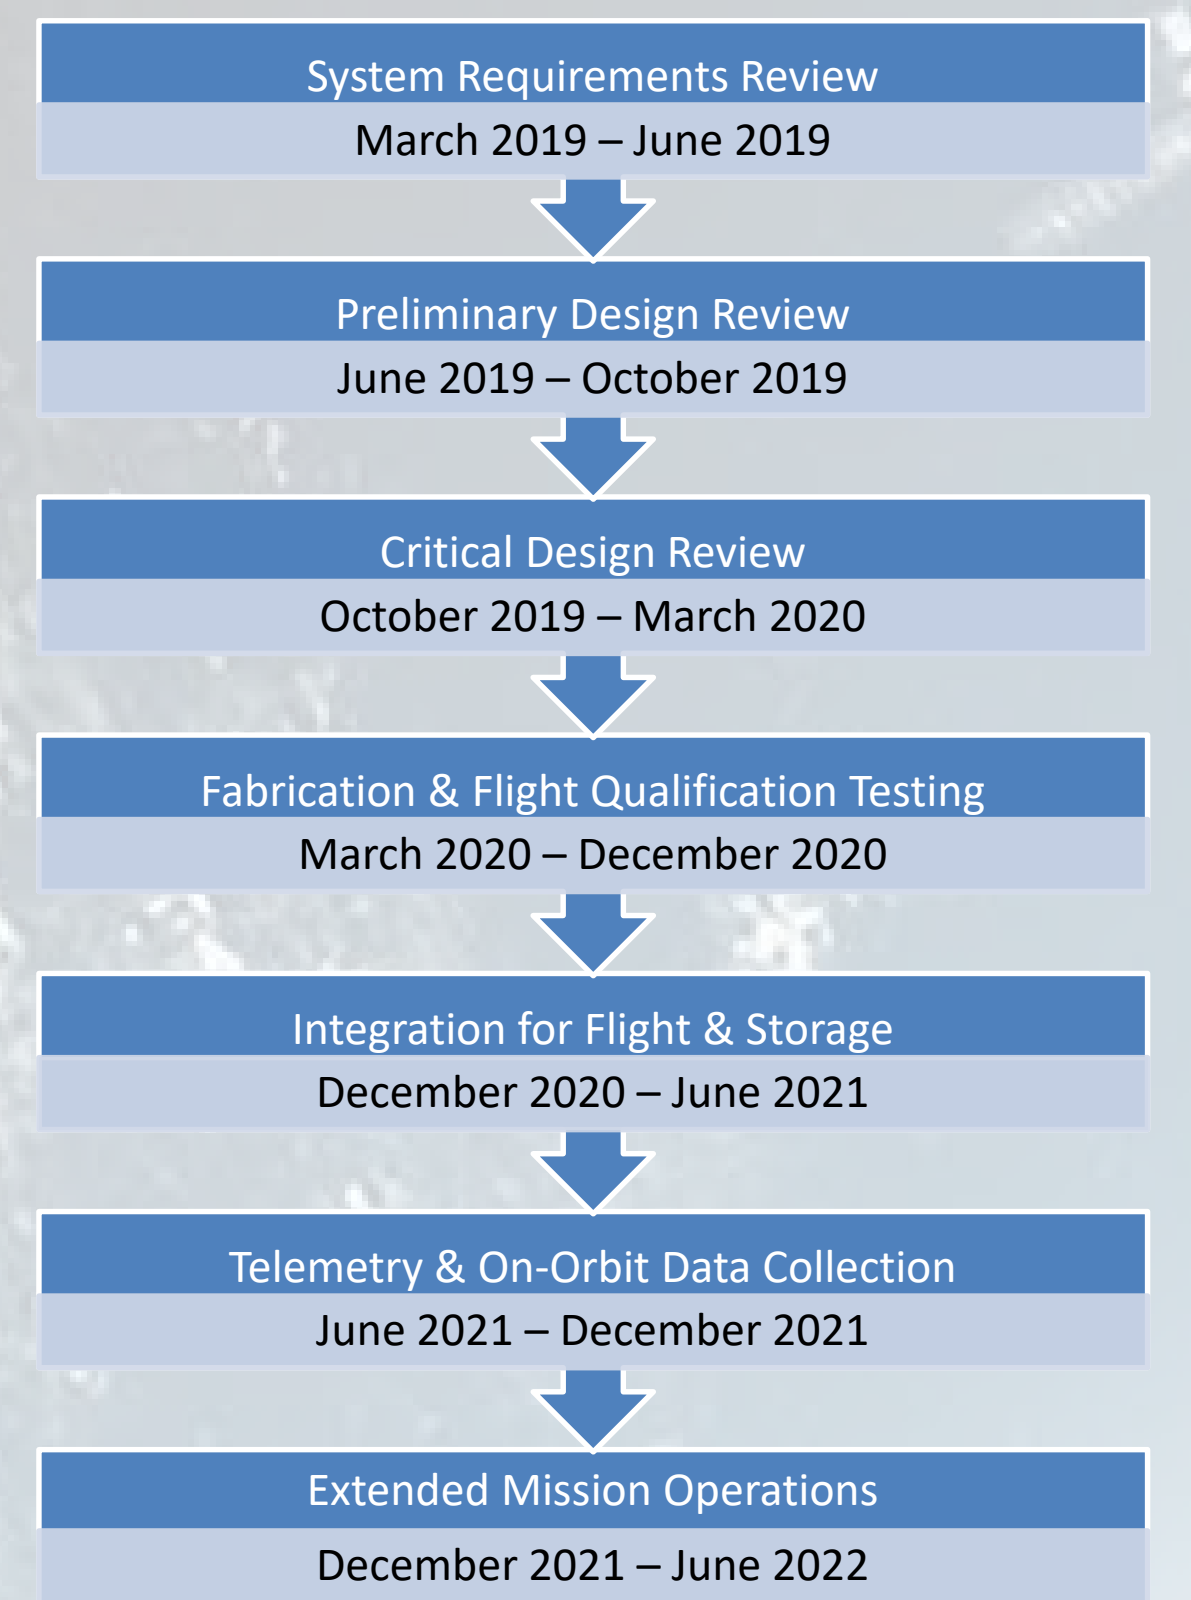 System Requirements Review
March 2019 – June 2019
Preliminary Design Review
June 2019 – October 2019
Critical Design Review
October 2019 – March 2020
Fabrication & Flight Qualification Testing
March 2020 – December 2020
Integration for Flight & Storage
December 2020 – June 2021
Telemetry & On-Orbit Data Collection
June 2021 – December 2021
Extended Mission Operations
December 2021 – June 2022